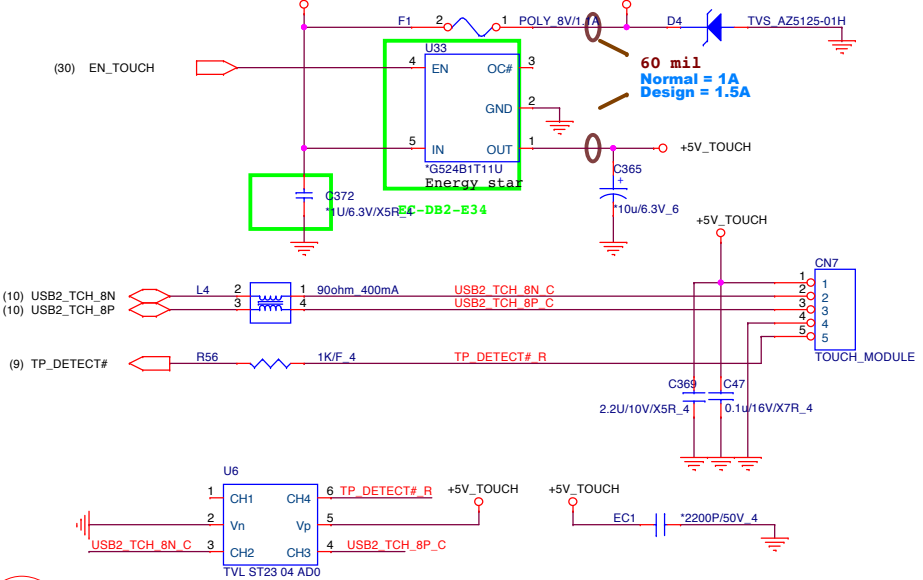 F1 2 1 POLY_8V/1.1A D4 TVS_AZ5125-01H
U33
(30) EN_TOUCH 4 EN OC# 3
60 mil
Normal = 1A
Design = 1.5A
GND 2
5 IN OUT 1 +5V_TOUCH
*G524B1T11U
Energy star
C365
+
*10u/6.3V_6
C372
*1U/6.3V/X5R_4
EC-DB2-E34
+5V_TOUCH
CN7
(10) USB2_TCH_8N L4 2 1 90ohm_400mA USB2_TCH_8N_C
(10) USB2_TCH_8P 3 4 USB2_TCH_8P_C
1 1
2 2
3 3
4 4
5 5
TOUCH_MODULE
(9) TP_DETECT# R56 1K/F_4 TP_DETECT#_R
C369 C47
2.2U/10V/X5R_4 0.1u/16V/X7R_4
U6
1 CH1 CH4 6 TP_DETECT#_R
+5V_TOUCH +5V_TOUCH
2 Vn Vp 5
EC1 *2200P/50V_4
USB2_TCH_8N_C 3 CH2 CH3 4 USB2_TCH_8P_C
TVL ST23 04 AD0